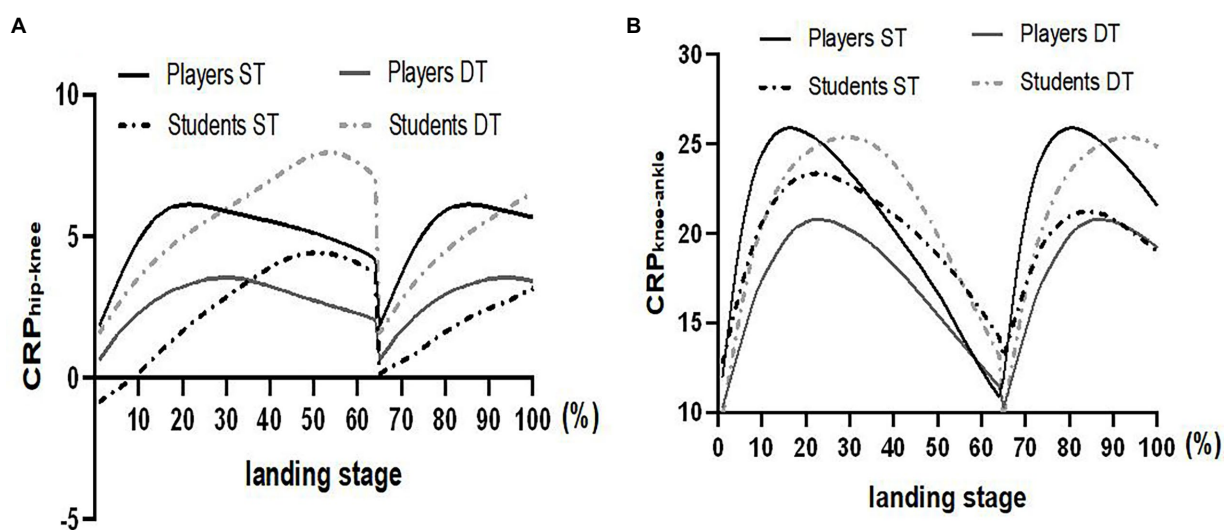 A
Players ST
Players DT
Students ST
Students DT
10
5
0
-5
CRPhip-knee
10 20 30 40 50 60 70 80 90 100 (%)
landing stage
B
Players ST
Players DT
Students ST
Students DT
30
25
20
15
10
CRPknee-ankle
0 10 20 30 40 50 60 70 80 90 100 (%)
landing stage